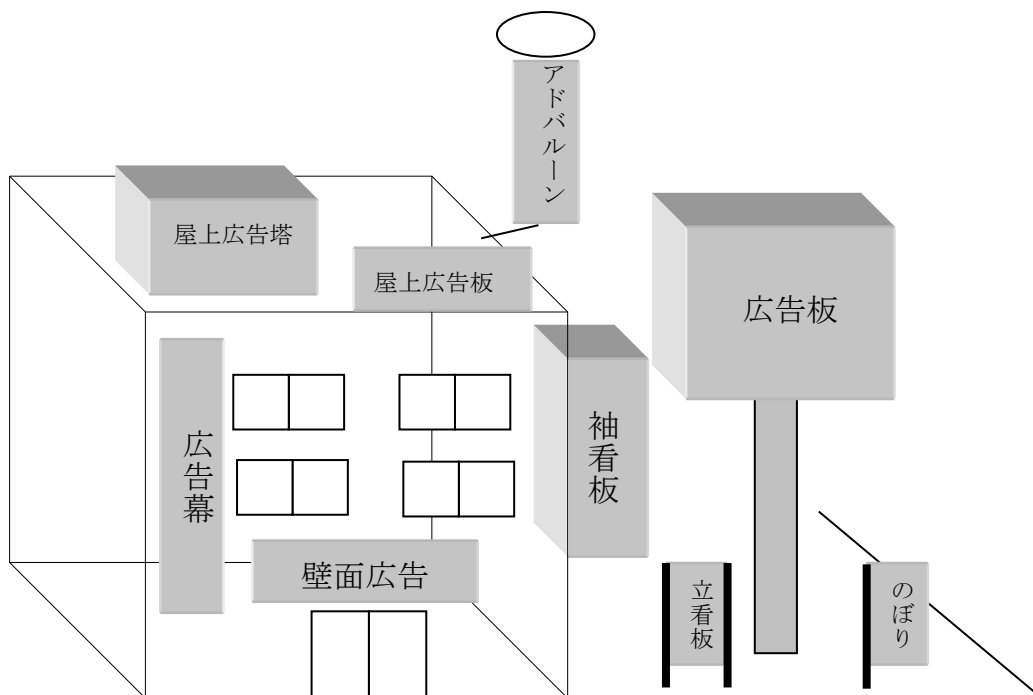 アドバルーン
屋上広告塔
屋上広告板
広告板
広告幕
袖看板
壁面広告
立看板
のぼり